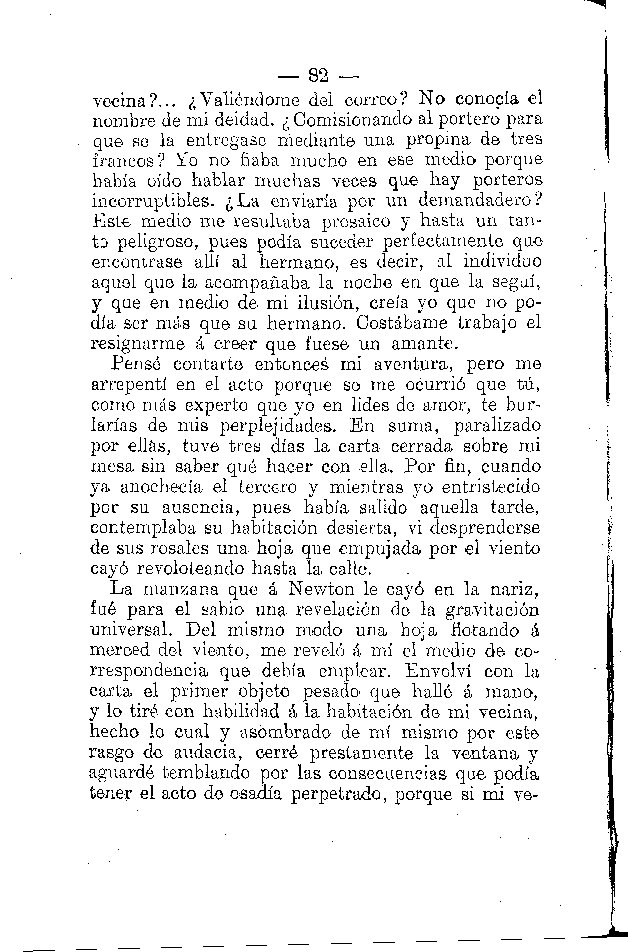 — 82 —
vecina?... ¿Valiéndome del correo? No conocía el
nombre de mi deidad. ¿Comisionando al portero para
que se la entregase mediante una propina de tres
francos? Yo no fiaba mucho en ese medio porque
había oído hablar muchas veces que hay porteros
incorruptibles. ¿La enviaría por un demandadero?
Este medio me resultaba prosaico y hasta un tan-
to peligroso, pues podía suceder perfectamente que
encontrase allí al hermano, es decir, al individuo
aquel que la acompañaba la noche en que la seguí,
y que en medio de mi ilusión, creía yo que no po-
día ser más que su hermano. Costábame trabajo el
resignarme á creer que fuese un amante.
Pensé contarte entonces mi aventura, pero me
arrepentí en el acto porque se me ocurrió que tú,
como más experto que yo en lides de amor, te bur-
larías de mis perplejidades. En suma, paralizado
por ellas, tuve tres días la carta cerrada sobre mi
mesa sin saber qué hacer con ella. Por fin, cuando
ya anochecía el tercero y mientras yo entristecido
por su ausencia, pues había salido aquella tarde,
contemplaba su habitación desierta, vi desprenderse
de sus rosales una hoja que empujada por el viento
cayó revoloteando hasta la calle.
La manzana que á Newton le cayó en la nariz,
fué para el sabio una revelación de la gravitación
universal. Del mismo modo una hoja flotando á
merced del viento, me reveló á mí el medio de co-
rrespondencia que debía emplear. Envolví con la
carta el primer objeto pesado que hallé á mano,
y lo tiré con habilidad á la habitación de mi vecina,
hecho lo cual y asombrado de mí mismo por este
rasgo de audacia, cerré prestamente la ventana y
aguardé temblando por las consecuencias que podía
tener el acto de osadía perpetrado, porque si mi ve-